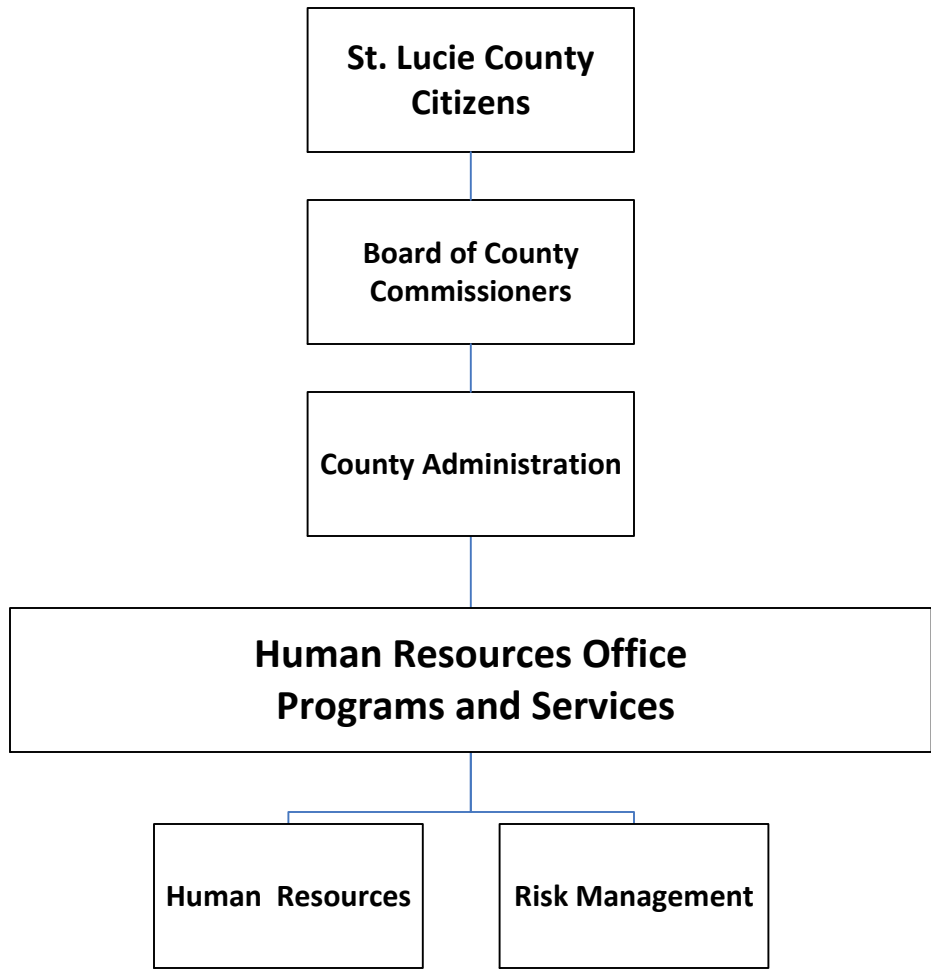 St. Lucie County
Citizens
Board of County
Commissioners
County Administration
Human Resources Office
Programs and Services
Human  Resources
Risk Management